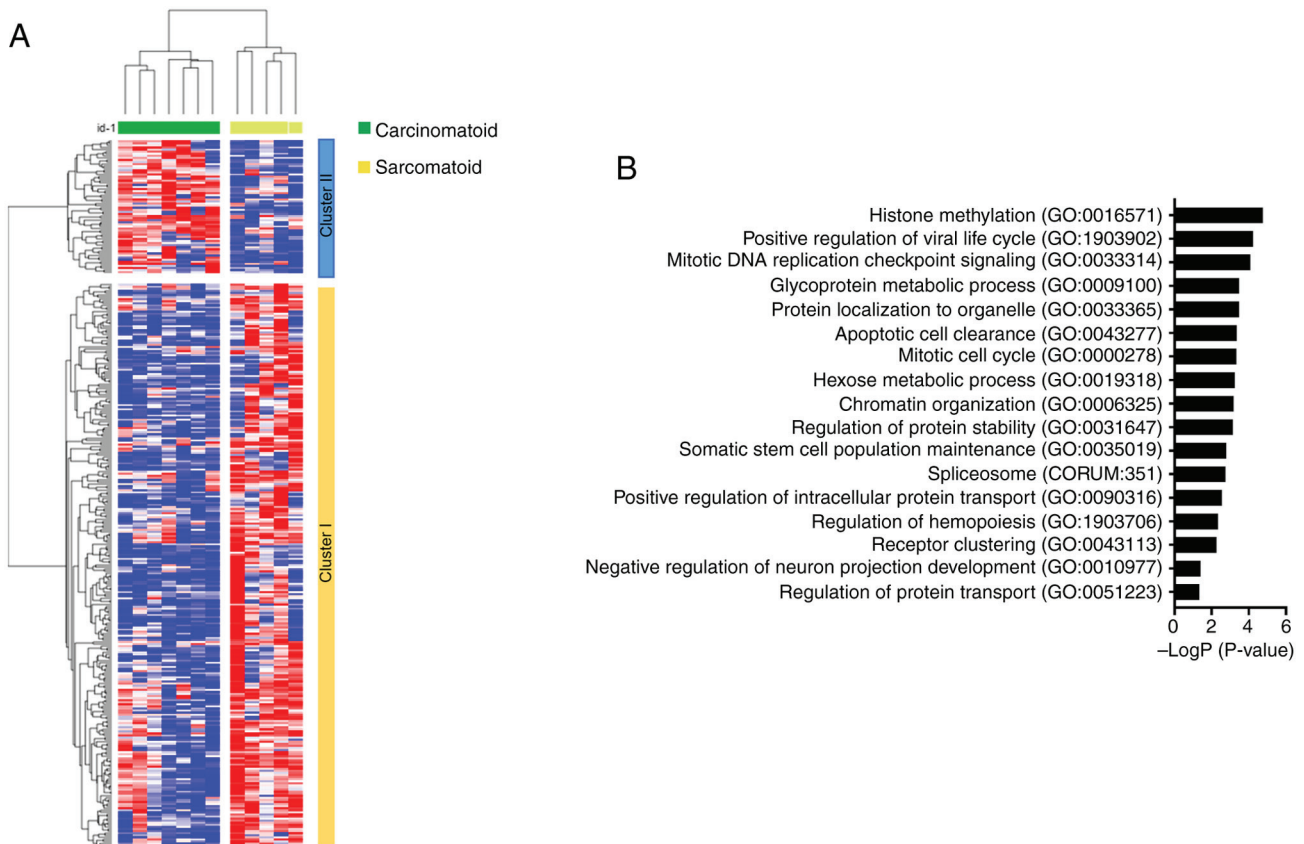 A
id-1
Carcinomatoid
Sarcomatoid
Cluster II
Cluster I
B
Histone methylation (GO:0016571)
Positive regulation of viral life cycle (GO:1903902)
Mitotic DNA replication checkpoint signaling (GO:0033314)
Glycoprotein metabolic process (GO:0009100)
Protein localization to organelle (GO:0033365)
Apoptotic cell clearance (GO:0043277)
Mitotic cell cycle (GO:0000278)
Hexose metabolic process (GO:0019318)
Chromatin organization (GO:0006325)
Regulation of protein stability (GO:0031647)
Somatic stem cell population maintenance (GO:0035019)
Spliceosome (CORUM:351)
Positive regulation of intracellular protein transport (GO:0090316)
Regulation of hemopoiesis (GO:1903706)
Receptor clustering (GO:0043113)
Negative regulation of neuron projection development (GO:0010977)
Regulation of protein transport (GO:0051223)
0 2 4 6
–LogP (P-value)